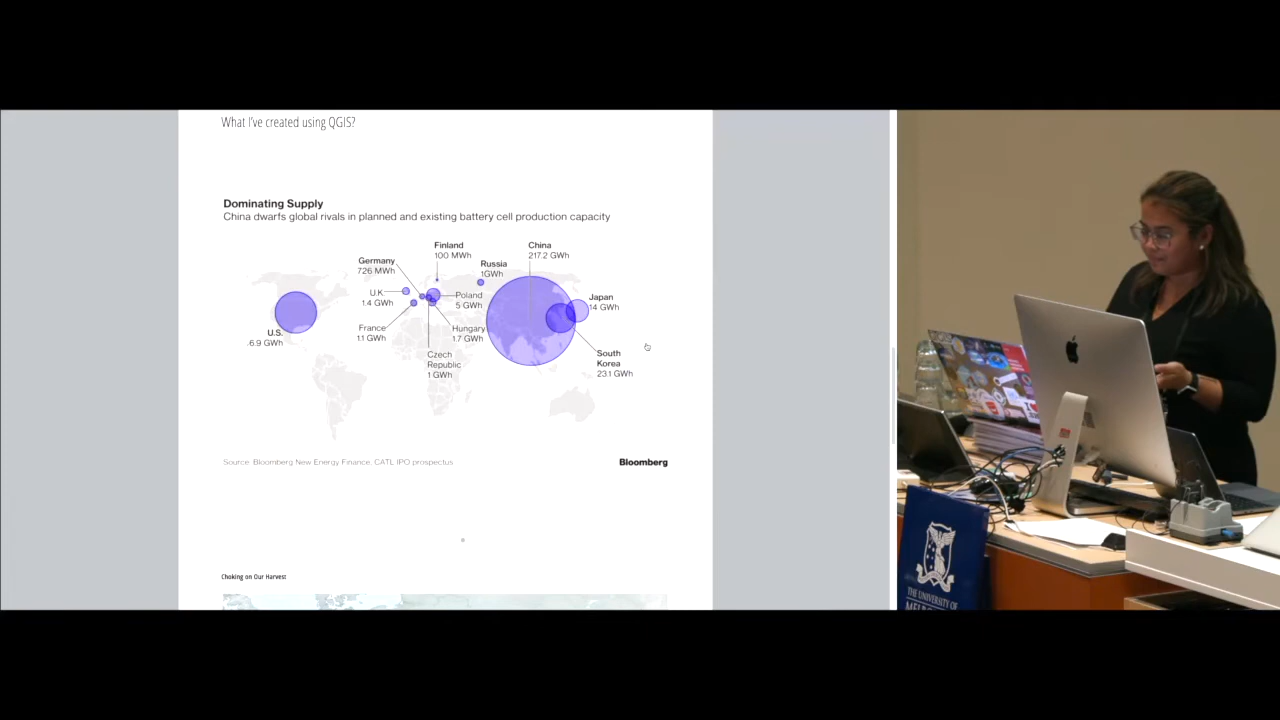 What I've created using QGIS?
Dominating Supply
China dwarfs global rivals in planned and existing battery cell production capacity
Finland
100 MWh
China
217.2 GWh
Germany
726 MWh
Russia
1GWh
U.K.
1.4 GWh
Poland
5 GWh
Japan
14 GWh
France
1.1 GWh
Hungary
1.7 GWh
U.S.
.6.9 GWh
Czech
Republic
1 GWh
South
Korea
23.1 GWh
Source: Bloomberg New Energy Finance, CATL IPO prospectus
Bloomberg
Choking on Our Harvest
THE UNIVERSITY OF